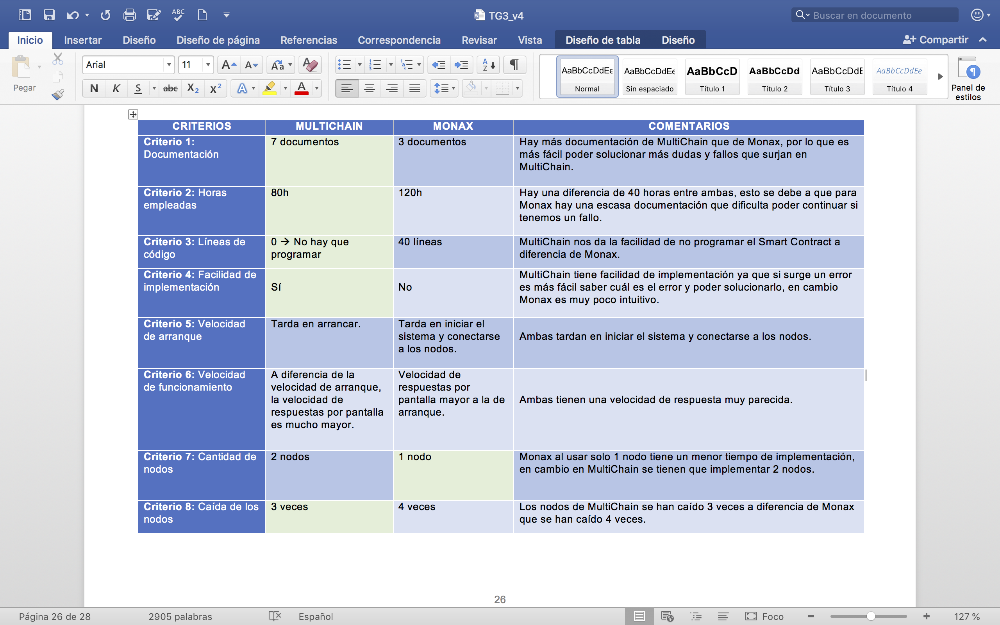 TG3_v4
Buscar en documento
Inicio Insertar Diseño Diseño de página Referencias Correspondencia Revisar Vista Diseño de tabla Diseño Compartir
Pegar
Arial 11
AaBbCcDdEe AaBbCcDdEe AaBbCcD AaBbCcDd AaBbCcDdE AaBbCcDdEe
Normal Sin espaciado Título 1 Título 2 Título 3 Título 4
Panel de
estilos
N K S abc X2 X2 A A
CRITERIOS MULTICHAIN MONAX COMENTARIOS
Criterio 1:
Documentación
7 documentos
3 documentos
Hay más documentación de MultiChain que de Monax, por lo que es
más fácil poder solucionar más dudas y fallos que surjan en
MultiChain.
Criterio 2: Horas
empleadas
80h
120h
Hay una diferencia de 40 horas entre ambas, esto se debe a que para
Monax hay una escasa documentación que dificulta poder continuar si
tenemos un fallo.
Criterio 3: Líneas de
código
0 → No hay que
programar
40 líneas
MultiChain nos da la facilidad de no programar el Smart Contract a
diferencia de Monax.
Criterio 4: Facilidad de
implementación
Sí
No
MultiChain tiene facilidad de implementación ya que si surge un error
es más fácil saber cuál es el error y poder solucionarlo, en cambio
Monax es muy poco intuitivo.
Criterio 5: Velocidad
de arranque
Tarda en arrancar.
Tarda en iniciar el
sistema y conectarse
a los nodos.
Ambas tardan en iniciar el sistema y conectarse a los nodos.
Criterio 6: Velocidad
de funcionamiento
A diferencia de la
velocidad de arranque,
la velocidad de
respuestas por pantalla
es mucho mayor.
Velocidad de
respuestas por
pantalla mayor a la de
arranque.
Ambas tienen una velocidad de respuesta muy parecida.
Criterio 7: Cantidad de
nodos
2 nodos
1 nodo
Monax al usar solo 1 nodo tiene un menor tiempo de implementación,
en cambio en MultiChain se tienen que implementar 2 nodos.
Criterio 8: Caída de los
nodos
3 veces
4 veces
Los nodos de MultiChain se han caído 3 veces a diferencia de Monax
que se han caído 4 veces.
26
Página 26 de 28 2905 palabras Español Foco 127 %